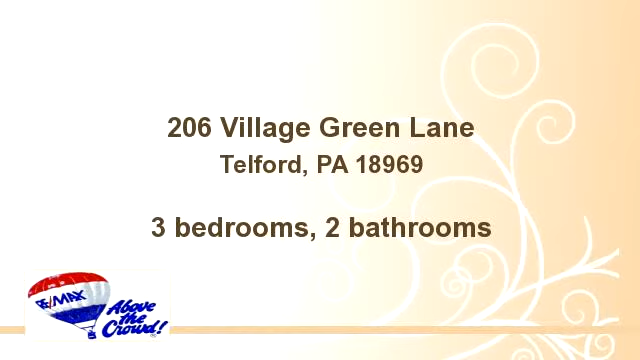 206 Village Green Lane
Telford, PA 18969
3 bedrooms, 2 bathrooms
RE/MAX
Above
the
Crowd!